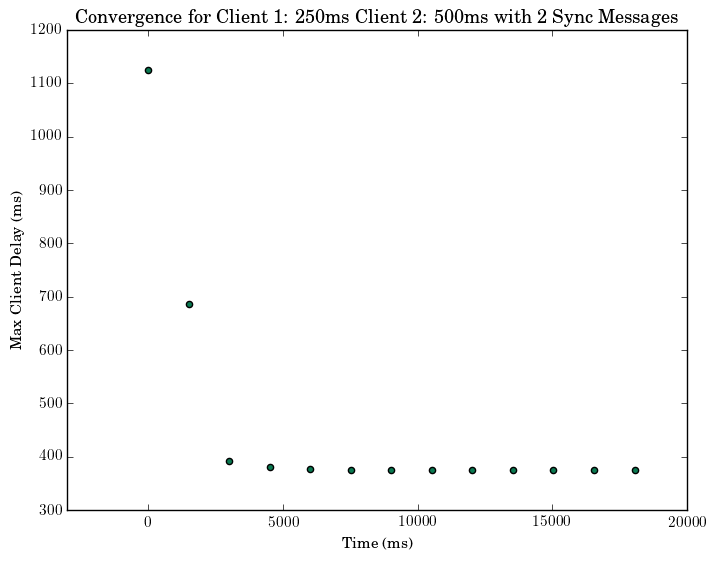 Convergence for Client 1: 250ms Client 2: 500ms with 2 Sync Messages
1200
1100
1000
900
800
700
600
500
400
300
Max Client Delay (ms)
0 5000 10000 15000 20000
Time (ms)